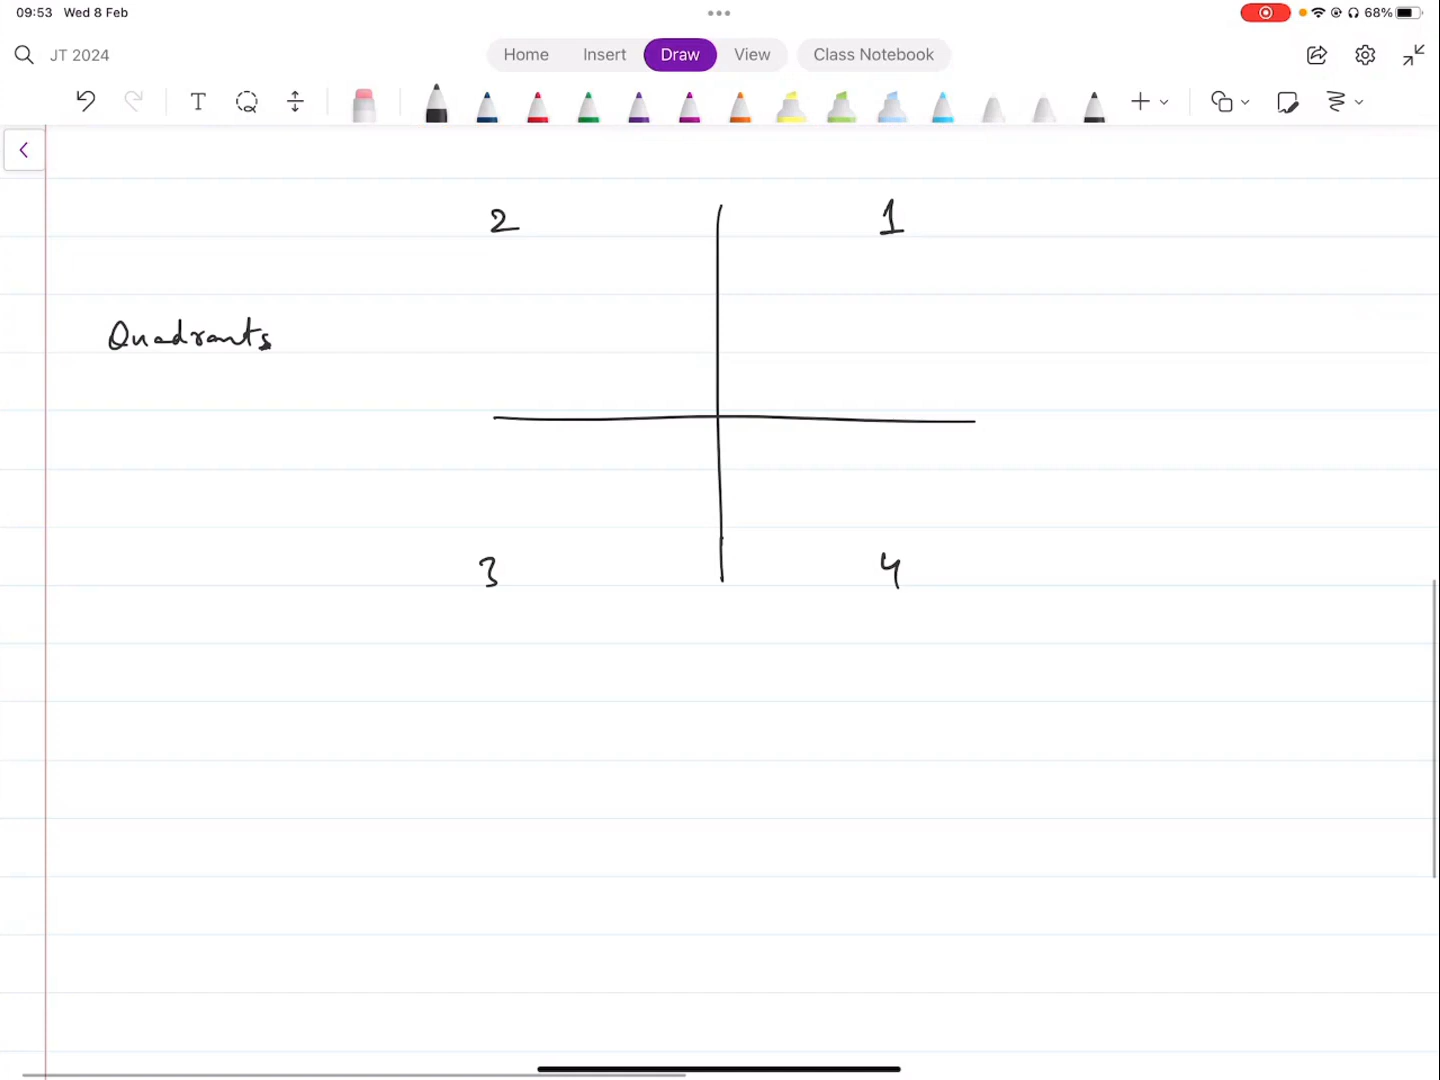 09:53 Wed 8 Feb
68%
JT 2024
Home Insert Draw View Class Notebook
T
2 1
Quadrants
3 4